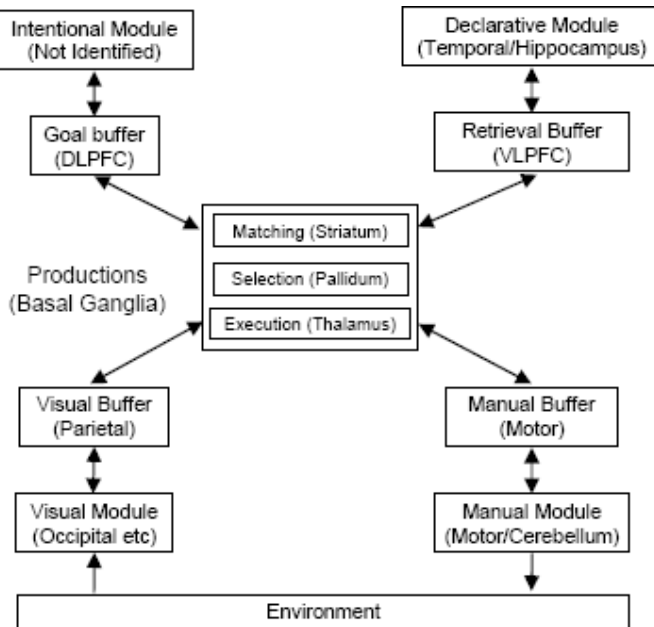 Intentional Module
(Not Identified)
Declarative Module
(Temporal/Hippocampus)
Goal buffer
(DLPFC)
Retrieval Buffer
(VLPFC)
Matching (Striatum)
Selection (Pallidum)
Execution (Thalamus)
Productions
(Basal Ganglia)
Visual Buffer
(Parietal)
Manual Buffer
(Motor)
Visual Module
(Occipital etc)
Manual Module
(Motor/Cerebellum)
Environment